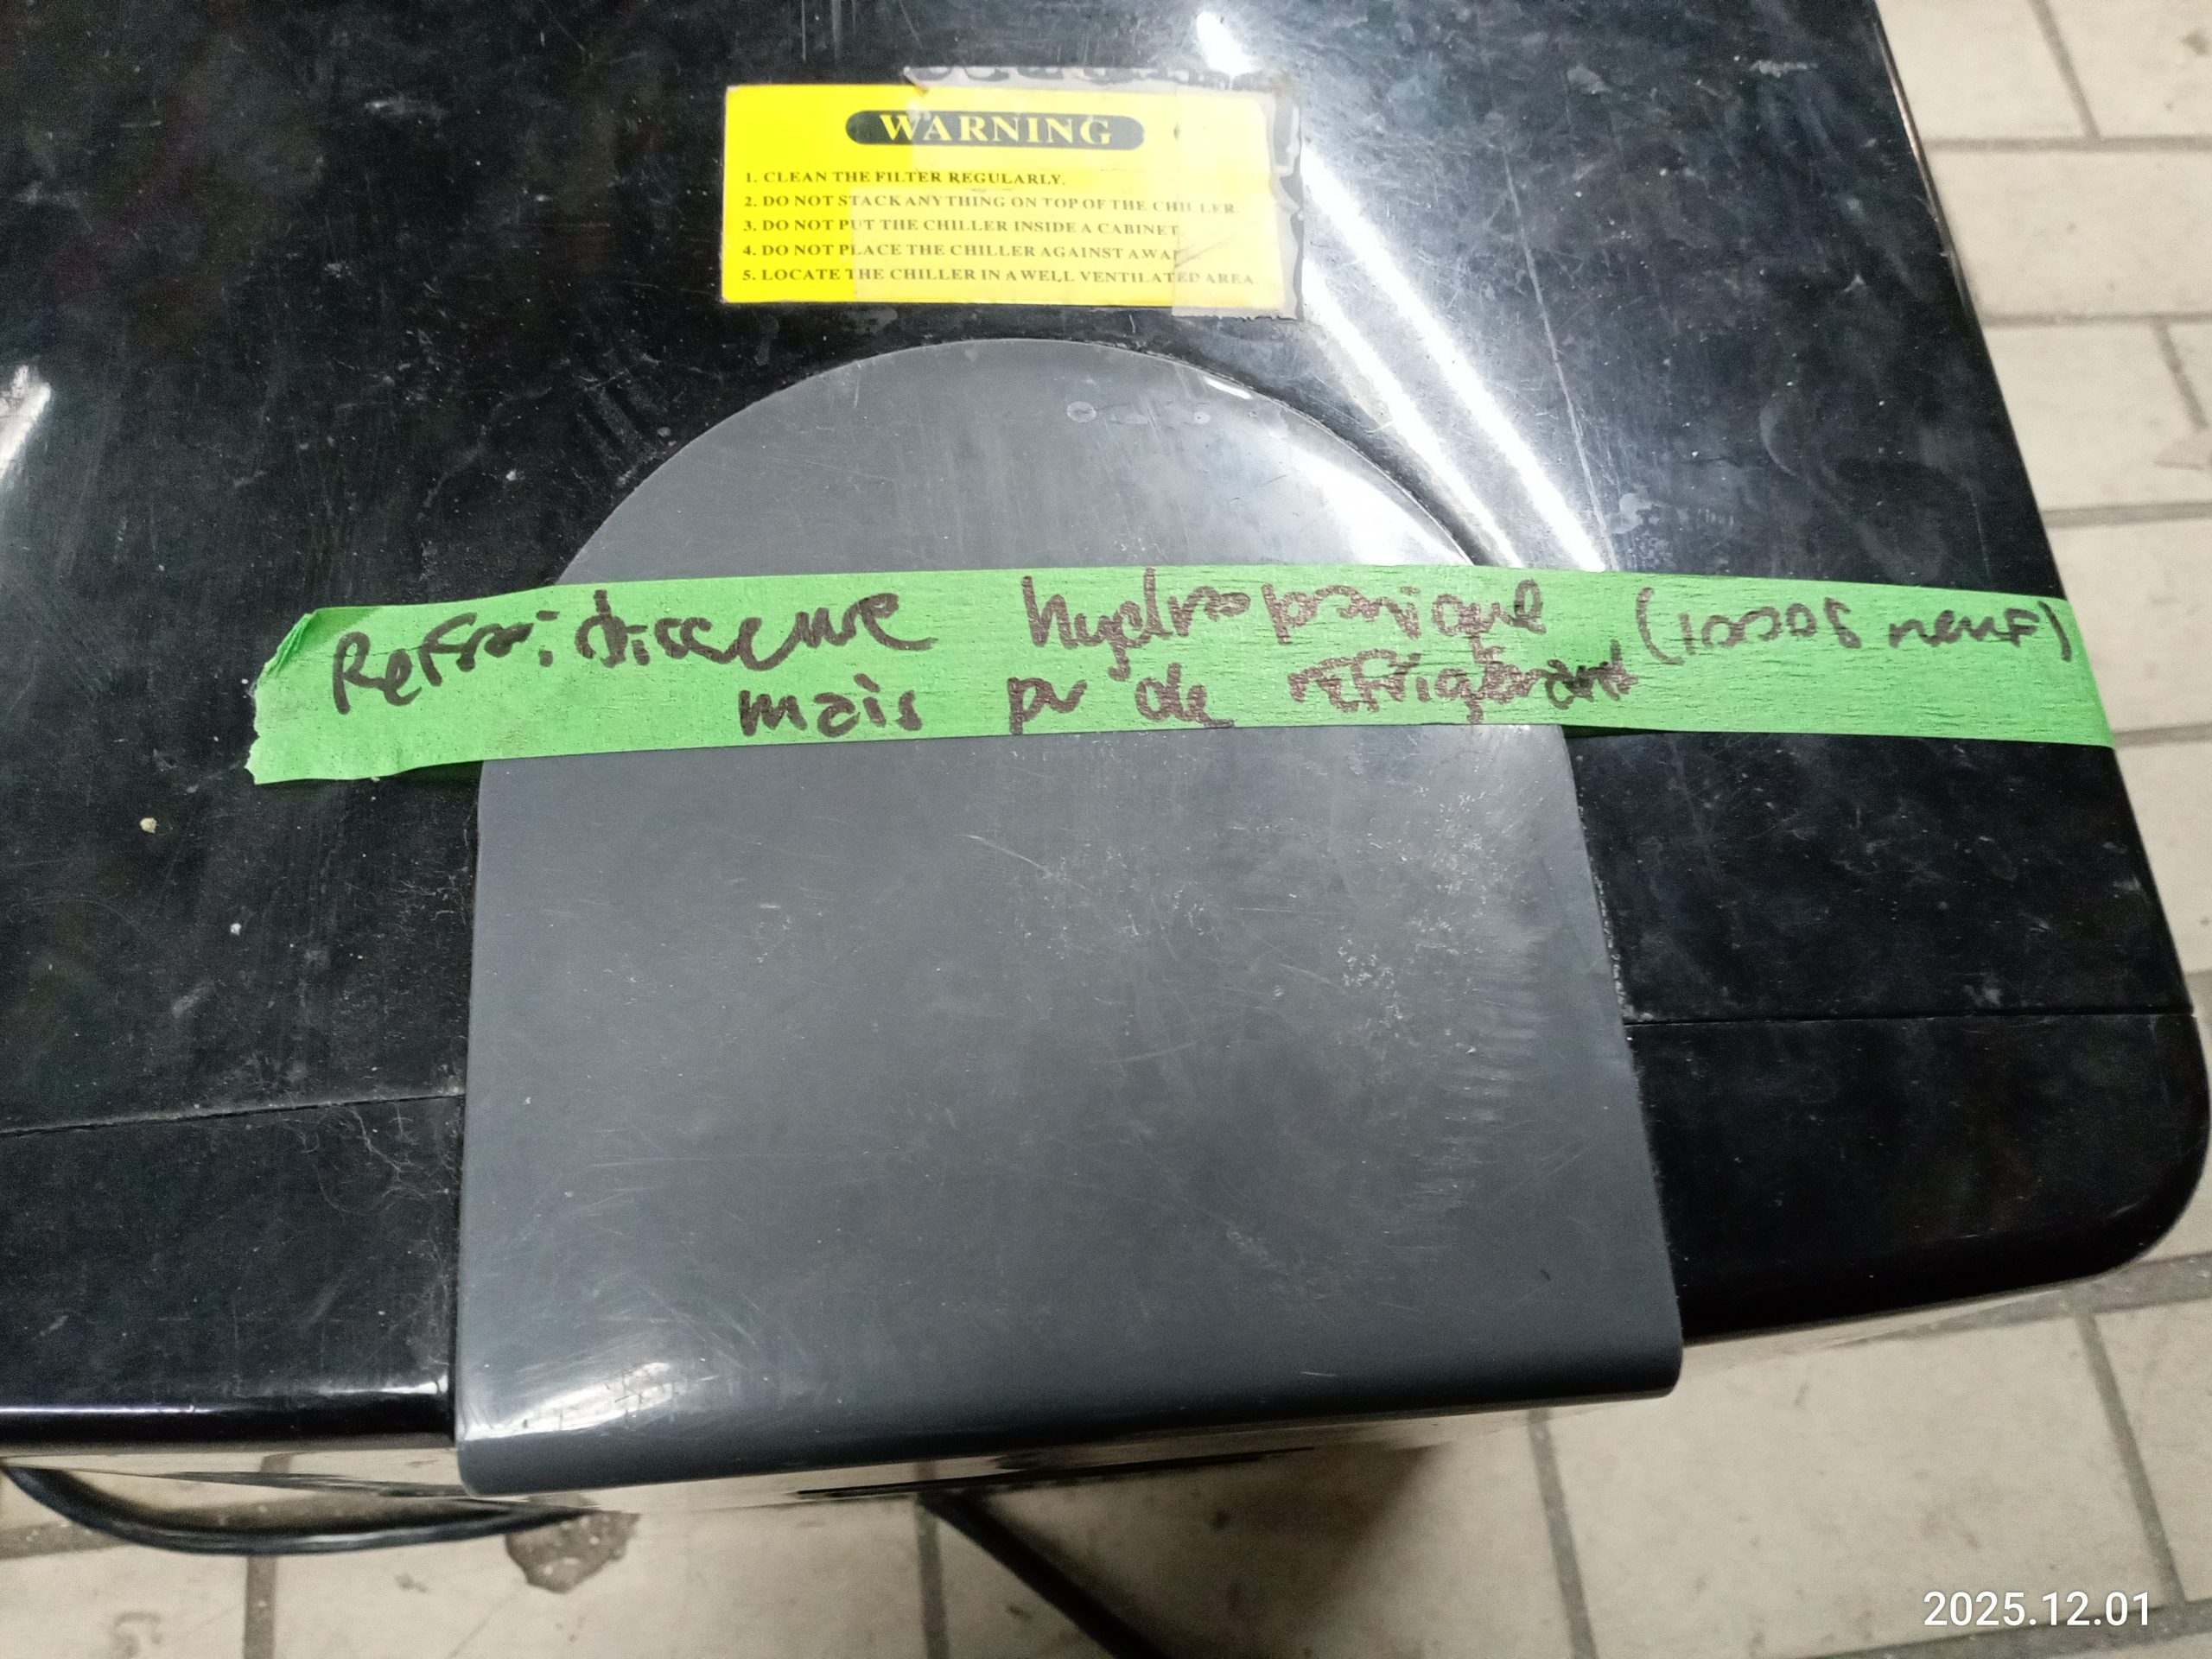 WARNING
1. CLEAN THE FILTER REGULARLY.
2. DO NOT STACK ANYTHING ON TOP OF THE CHILLER.
3. DO NOT PUT THE CHILLER INSIDE A CABINET
4. DO NOT PLACE THE CHILLER AGAINST A WA
5. LOCATE THE CHILLER IN A WELL VENTILATED AREA
Refroidisseure hydroponique (1000$ neuf)
mais pu de réfrigérant
2025.12.01